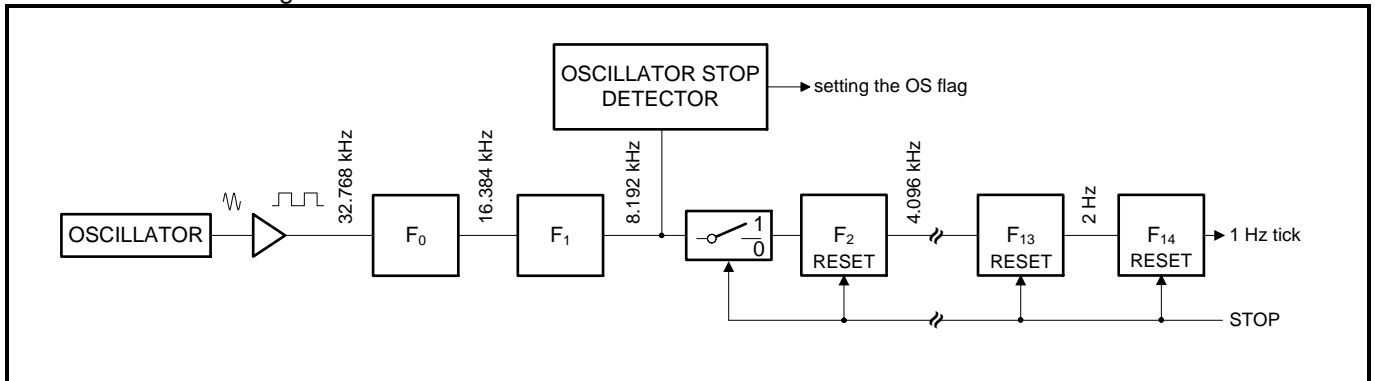 OSCILLATOR STOP
DETECTOR
setting the OS flag
32.768 kHz
16.384 kHz
8.192 kHz
4.096 kHz
2 Hz
OSCILLATOR
F0
F1
1
0
F2
RESET
F13
RESET
F14
RESET
1 Hz tick
STOP